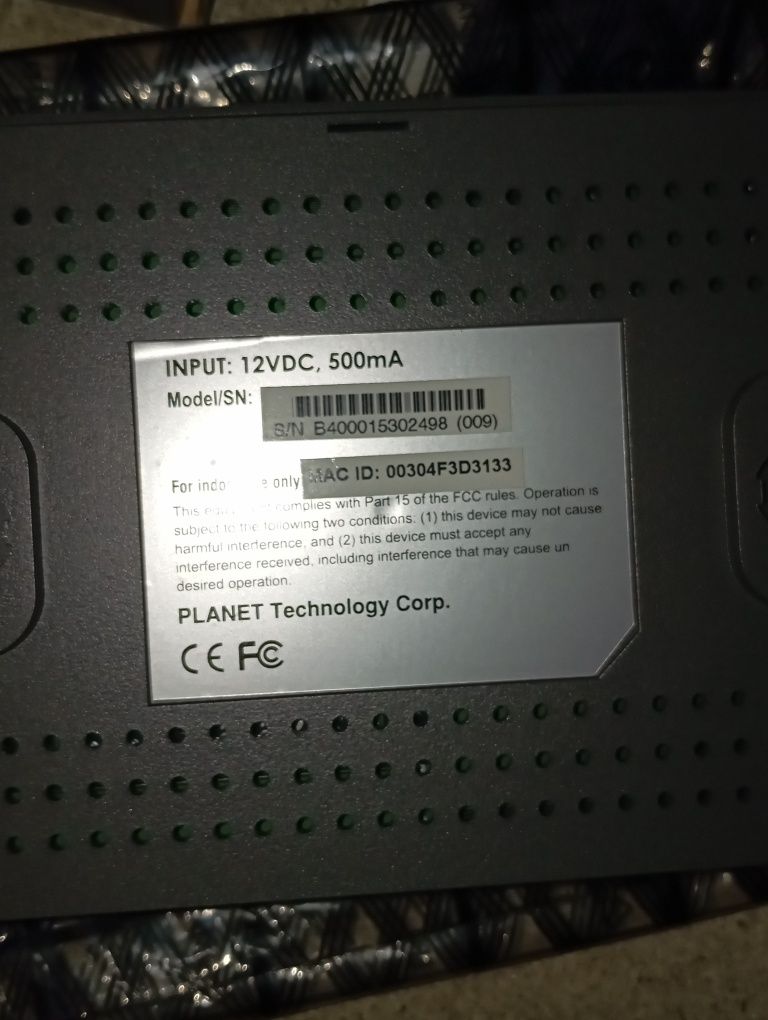 INPUT: 12VDC, 500mA
Model/SN:
S/N B400015302498 (009)
For only
MAC ID: 00304F3D3133
This complies with Part 15 of the FCC rules. Operation is
subject to the following two conditions: (1) this device may not cause
harmful interference, and (2) this device must accept any
interference received, including interference that may cause un
desired operation.
PLANET Technology Corp.
CE FC